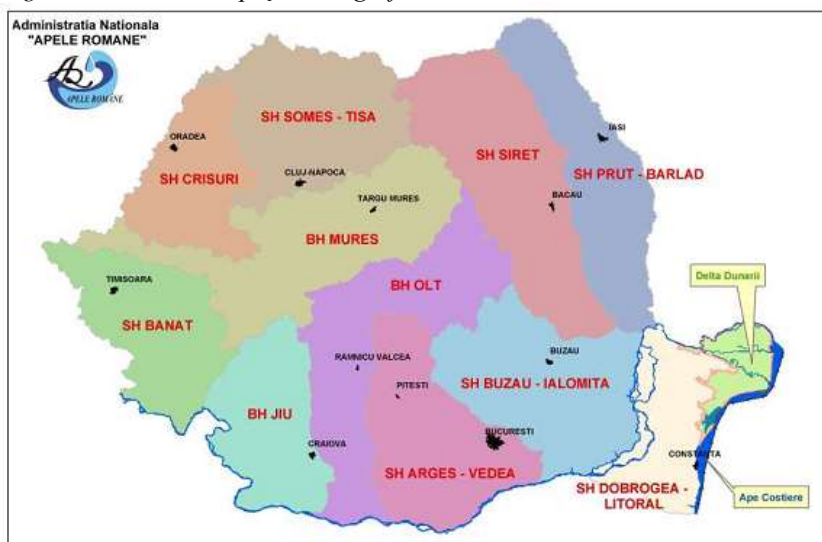 Administratia Nationala
"APELE ROMANE"
APELE ROMANE
SH SOMES - TISA
ORADEA
IASI
SH SIRET
SH CRISURI
CLUJ-NAPOCA
SH PRUT - BARLAD
TARGU MURES
BACAU
BH MURES
Delta Dunarii
TIMISOARA
BH OLT
SH BANAT
RAMNICU VALCEA
BUZAU
PITESTI
SH BUZAU - IALOMITA
BH JIU
BUCURESTI
CRAIOVA
CONSTANTA
SH ARGES - VEDEA
SH DOBROGEA -
LITORAL
Ape Costiere